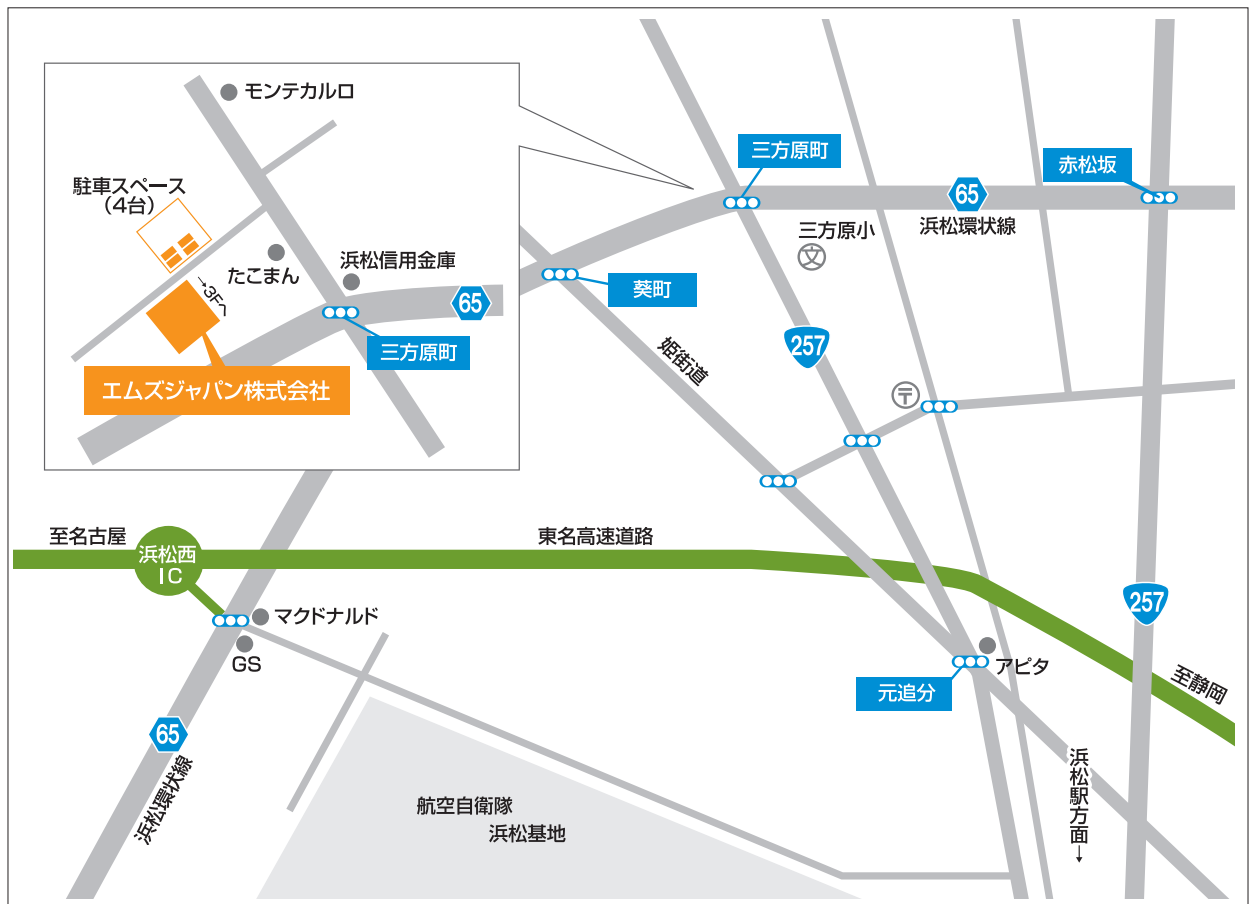 モンテカルロ
駐車スペース
（4台）
たこまん
浜松信用金庫
→3Fへ
65
三方原町
エムズジャパン株式会社
三方原町
赤松坂
65
浜松環状線
三方原小
文
葵町
257
姫街道
〒
至名古屋
浜松西
IC
東名高速道路
マクドナルド
GS
257
アピタ
元追分
至静岡
65
浜松環状線
浜松駅方面→
航空自衛隊
浜松基地